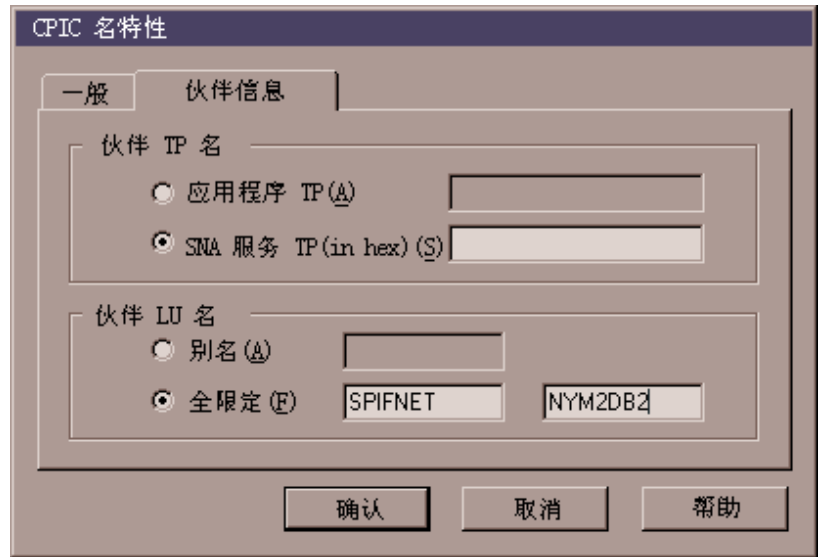 CPIC 名特性
一般 伙伴信息
伙伴 TP 名
应用程序 TP(A)
SNA 服务 TP(in hex)(S)
伙伴 LU 名
别名(A)
全限定(F) SPIFNET NYM2DB2
确认 取消 帮助